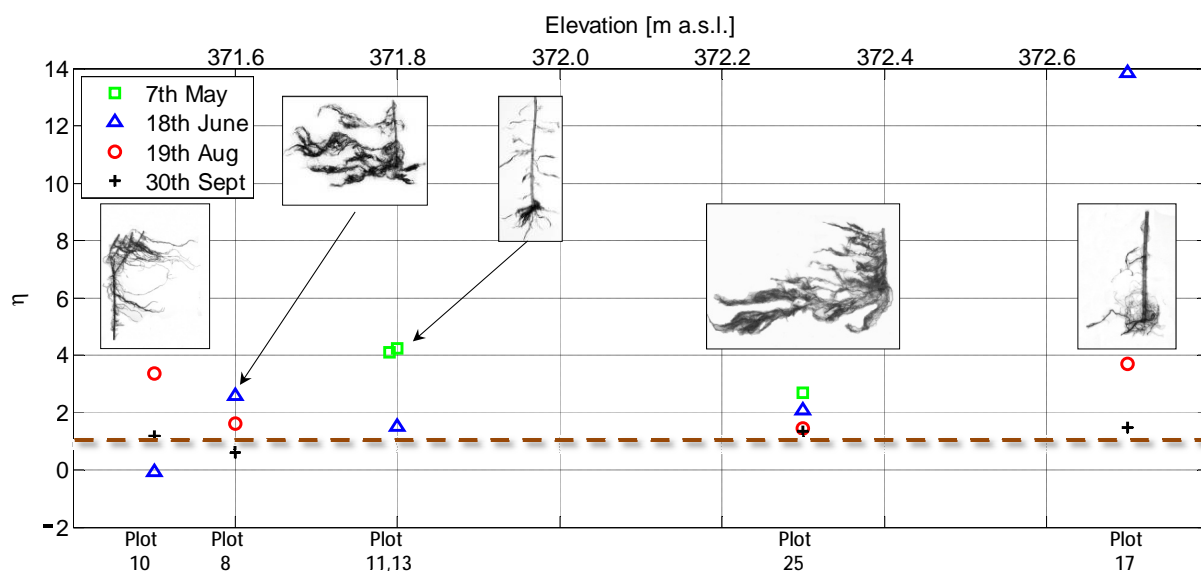 Elevation [m a.s.l.]
371.6 371.8 372.0 372.2 372.4 372.6
14
12
10
8
6
4
2
0
−2
η
7th May
18th June
19th Aug
30th Sept
Plot Plot Plot Plot Plot
10 8 11,13 25 17